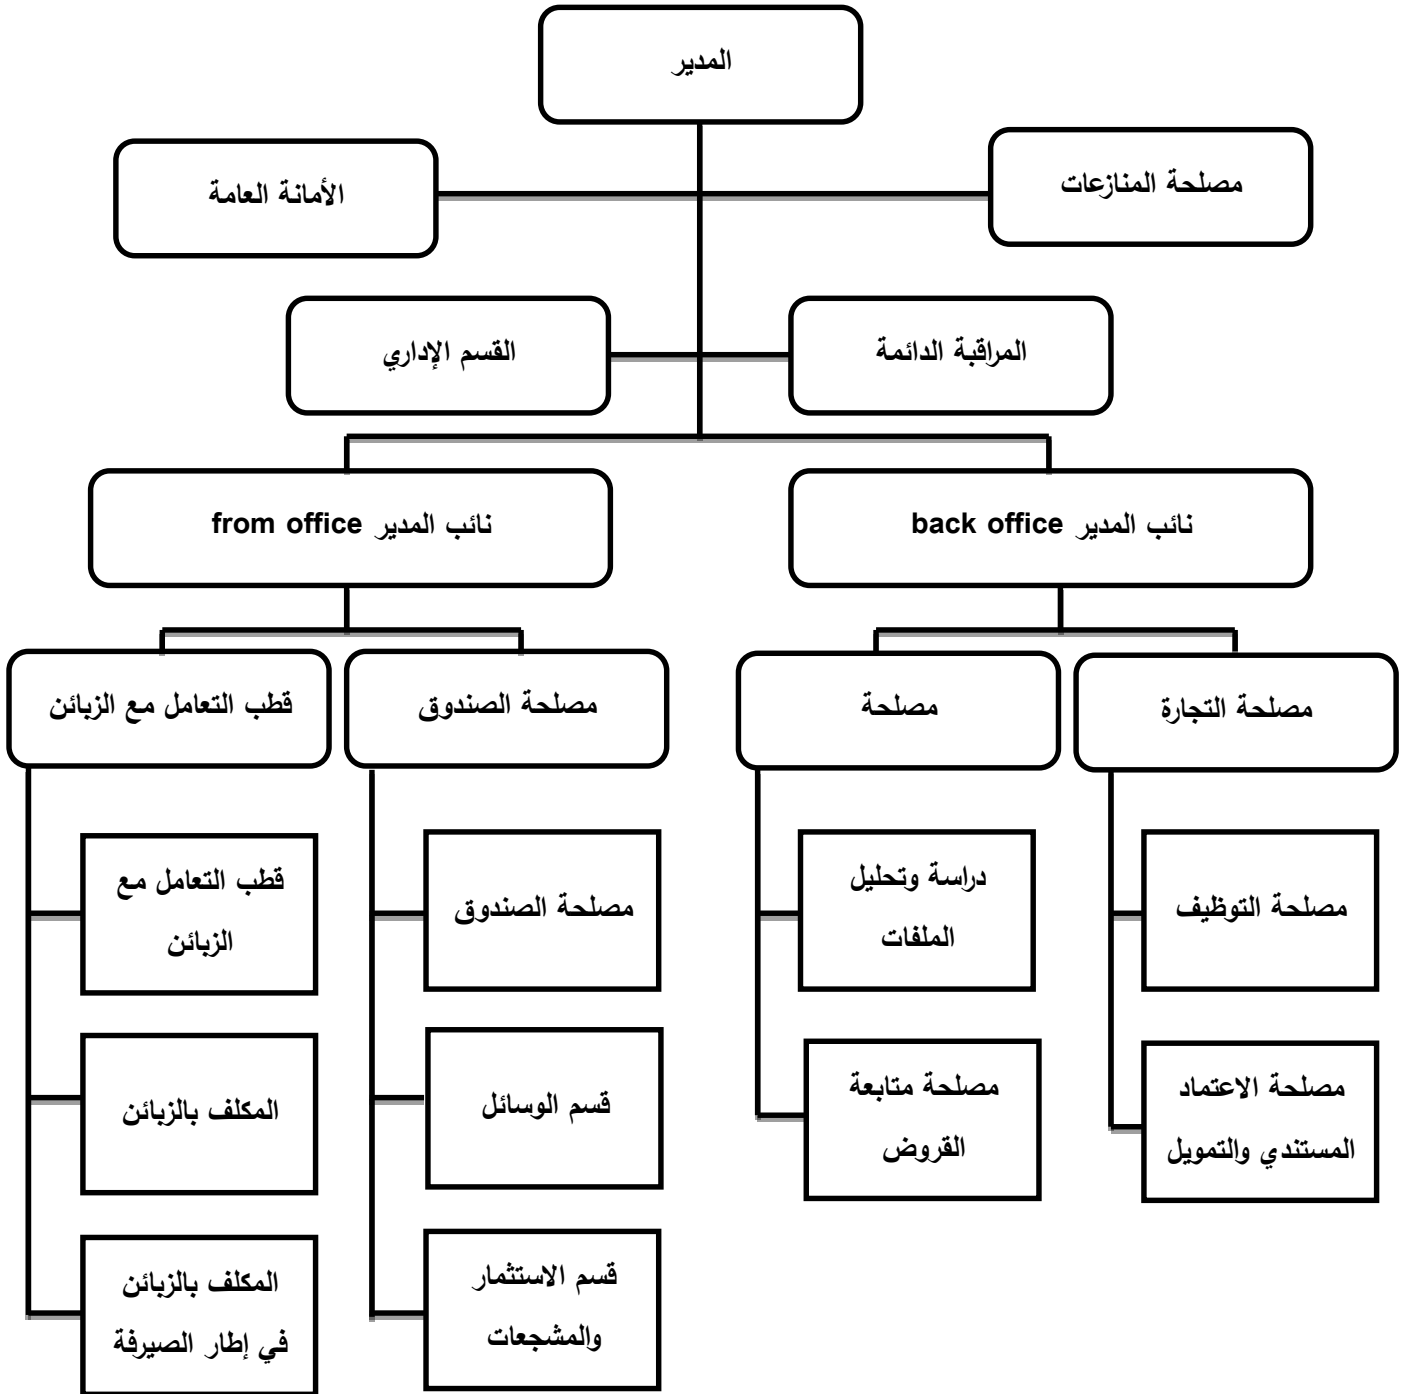 المدير
مصلحة المنازعات
الأمانة العامة
المراقبة الدائمة
القسم الإداري
نائب المدير back office
نائب المدير from office
مصلحة التجارة
مصلحة
مصلحة الصندوق
قطب التعامل مع الزبائن
مصلحة التوظيف
دراسة وتحليل
الملفات
مصلحة الصندوق
قطب التعامل مع
الزبائن
مصلحة الاعتماد
المستندي والتمويل
مصلحة متابعة
القروض
قسم الوسائل
المكلف بالزبائن
قسم الاستثمار
والمشجعات
المكلف بالزبائن
في إطار الصيرفة